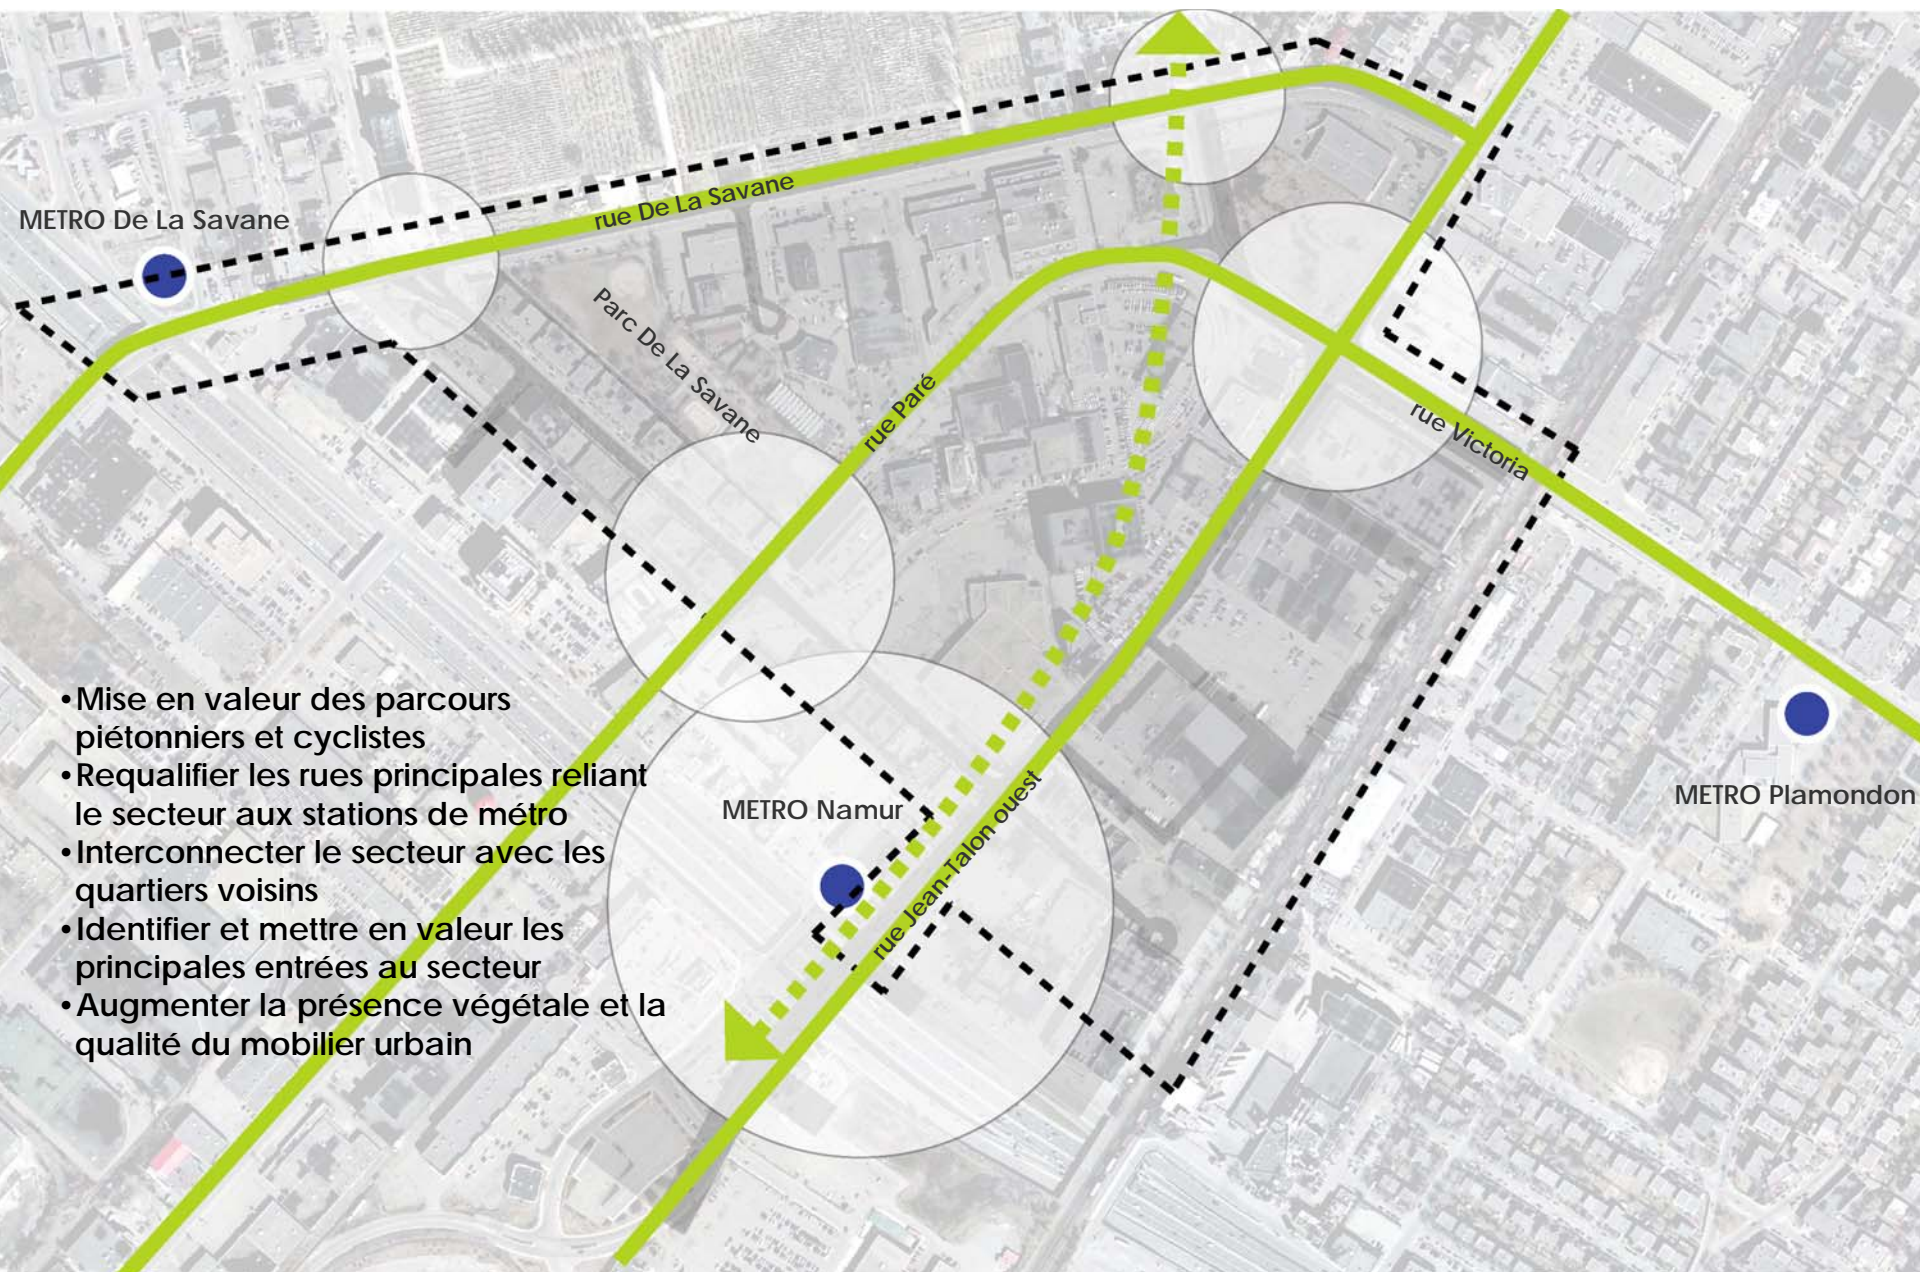 METRO De La Savane
rue De La Savane
Parc De La Savane
rue Paré
rue Victoria
•Mise en valeur des parcours
piétonniers et cyclistes
•Requalifier les rues principales reliant
le secteur aux stations de métro
•Interconnecter le secteur avec les
quartiers voisins
•Identifier et mettre en valeur les
principales entrées au secteur
•Augmenter la présence végétale et la
qualité du mobilier urbain
METRO Namur
rue Jean-Talon ouest
METRO Plamondon